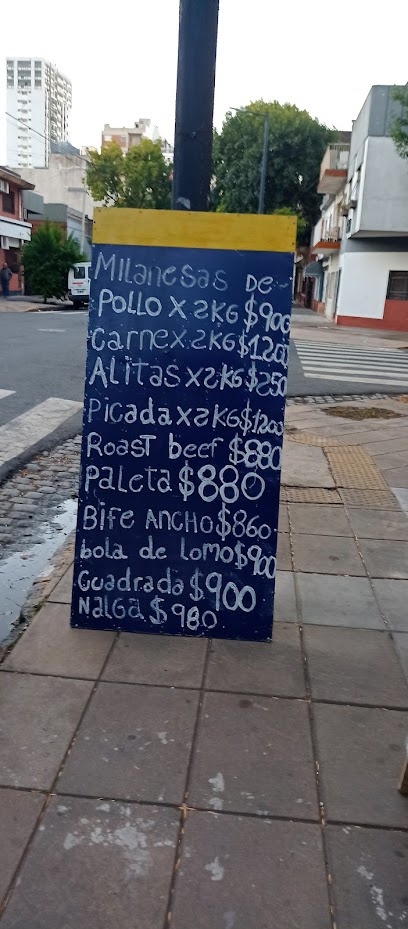 Milanesas de
Pollo x 2KG $900
Carne x 2KG $1200
Alitas x 2KG $250
Picada x 2KG $1200
Roast beef $880
Paleta $880
Bife Ancho $860
bola de lomo $900
Cuadrada $900
Nalga $980